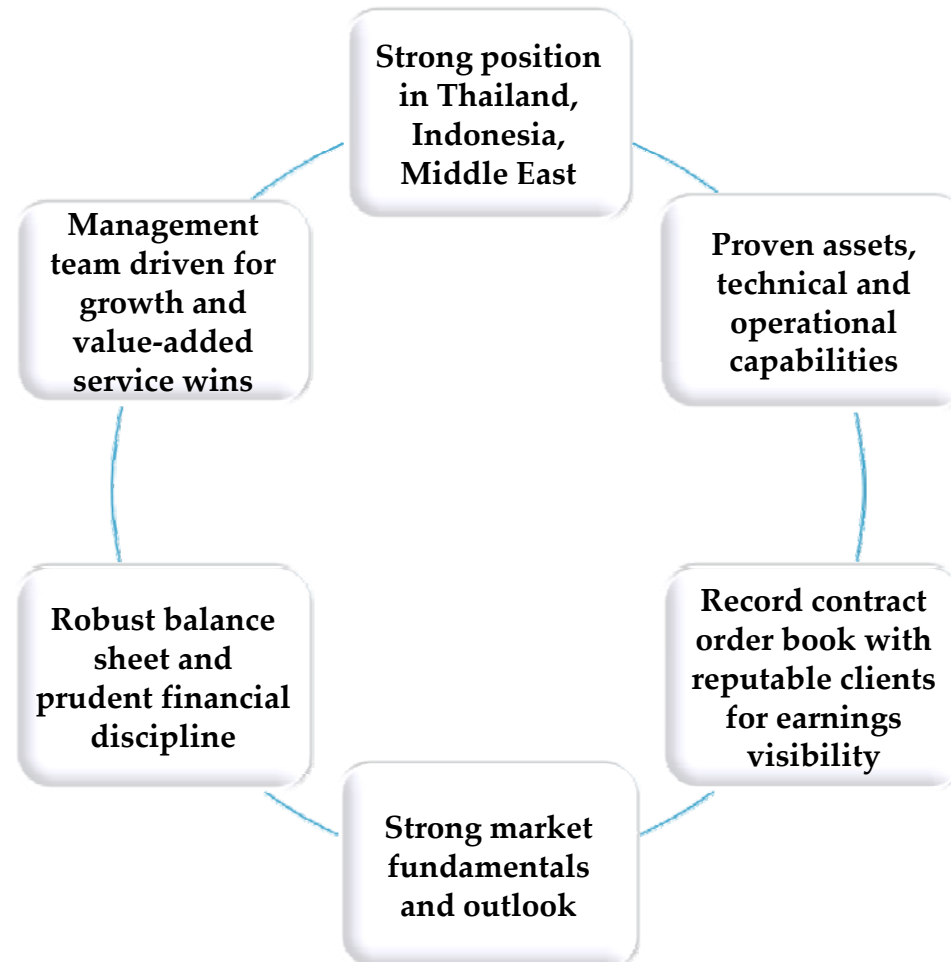 Strong position
in Thailand,
Indonesia,
Middle East
Proven assets,
technical and
operational
capabilities
Record contract
order book with
reputable clients
for earnings
visibility
Strong market
fundamentals
and outlook
Robust balance
sheet and
prudent financial
discipline
Management
team driven for
growth and
value-added
service wins